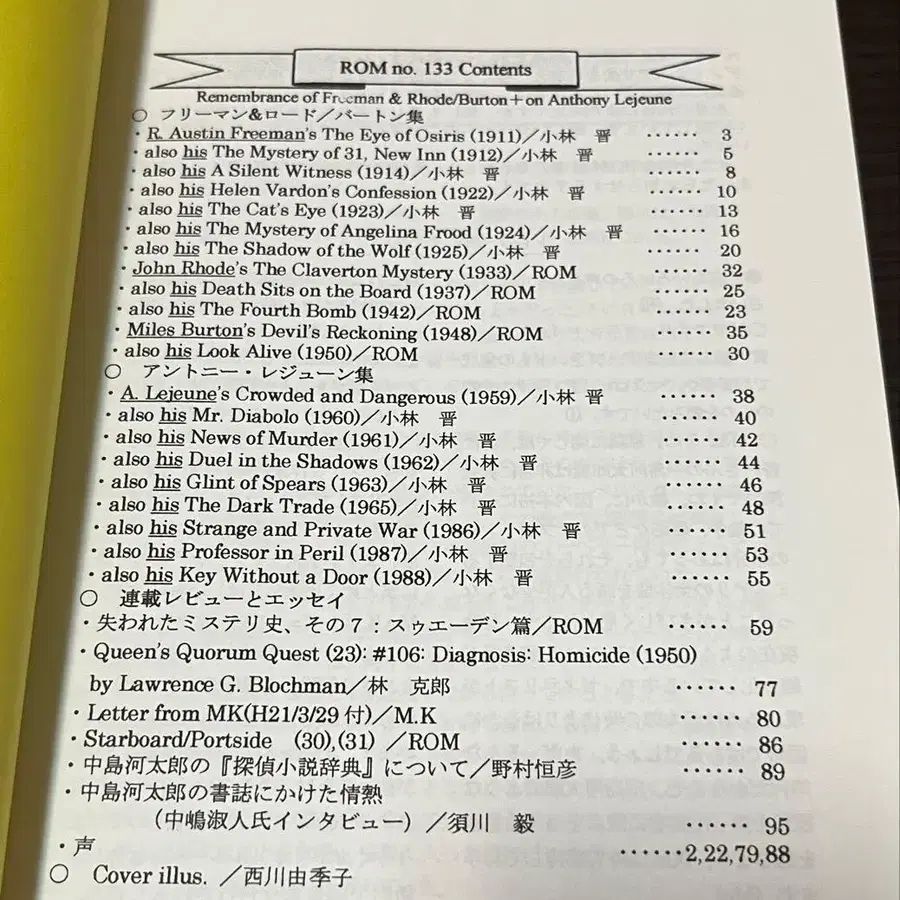 ROM no. 133 Contents
Remembrance of Freeman & Rhode/Burton+on Anthony Lejeune
○ フリーマン&ロード／バートン集
・R. Austin Freeman's The Eye of Osiris (1911)／小林 晋 ‥‥‥ 3
・also his The Mystery of 31, New Inn (1912)／小林 晋 ‥‥‥ 5
・also his A Silent Witness (1914)／小林 晋 ‥‥‥ 8
・also his Helen Vardon's Confession (1922)／小林 晋 ‥‥‥ 10
・also his The Cat's Eye (1923)／小林 晋 ‥‥‥ 13
・also his The Mystery of Angelina Frood (1924)／小林 晋 ‥‥‥ 16
・also his The Shadow of the Wolf (1925)／小林 晋 ‥‥‥ 20
・John Rhode's The Claverton Mystery (1933)／ROM ‥‥‥ 32
・also his Death Sits on the Board (1937)／ROM ‥‥‥ 25
・also his The Fourth Bomb (1942)／ROM ‥‥‥ 23
・Miles Burton's Devil's Reckoning (1948)／ROM ‥‥‥ 35
・also his Look Alive (1950)／ROM ‥‥‥ 30
○ アントニー・レジューン集
・A. Lejeune's Crowded and Dangerous (1959)／小林 晋 ‥‥‥ 38
・also his Mr. Diabolo (1960)／小林 晋 ‥‥‥ 40
・also his News of Murder (1961)／小林 晋 ‥‥‥ 42
・also his Duel in the Shadows (1962)／小林 晋 ‥‥‥ 44
・also his Glint of Spears (1963)／小林 晋 ‥‥‥ 46
・also his The Dark Trade (1965)／小林 晋 ‥‥‥ 48
・also his Strange and Private War (1986)／小林 晋 ‥‥‥ 51
・also his Professor in Peril (1987)／小林 晋 ‥‥‥ 53
・also his Key Without a Door (1988)／小林 晋 ‥‥‥ 55
○ 連載レビューとエッセイ
・失われたミステリ史、その７：スゥエーデン篇／ROM ‥‥‥ 59
・Queen's Quorum Quest (23): #106: Diagnosis: Homicide (1950)
by Lawrence G. Blochman／林 克郎 ‥‥‥ 77
・Letter from MK(H21/3/29 付)／M.K ‥‥‥ 80
・Starboard/Portside (30),(31) ／ROM ‥‥‥ 86
・中島河太郎の『探偵小説辞典』について／野村恒彦 ‥‥‥ 89
・中島河太郎の書誌にかけた情熱
（中嶋淑人氏インタビュー）／須川 毅 ‥‥‥ 95
・声 ‥‥‥2,22,79,88
○ Cover illus. ／西川由季子